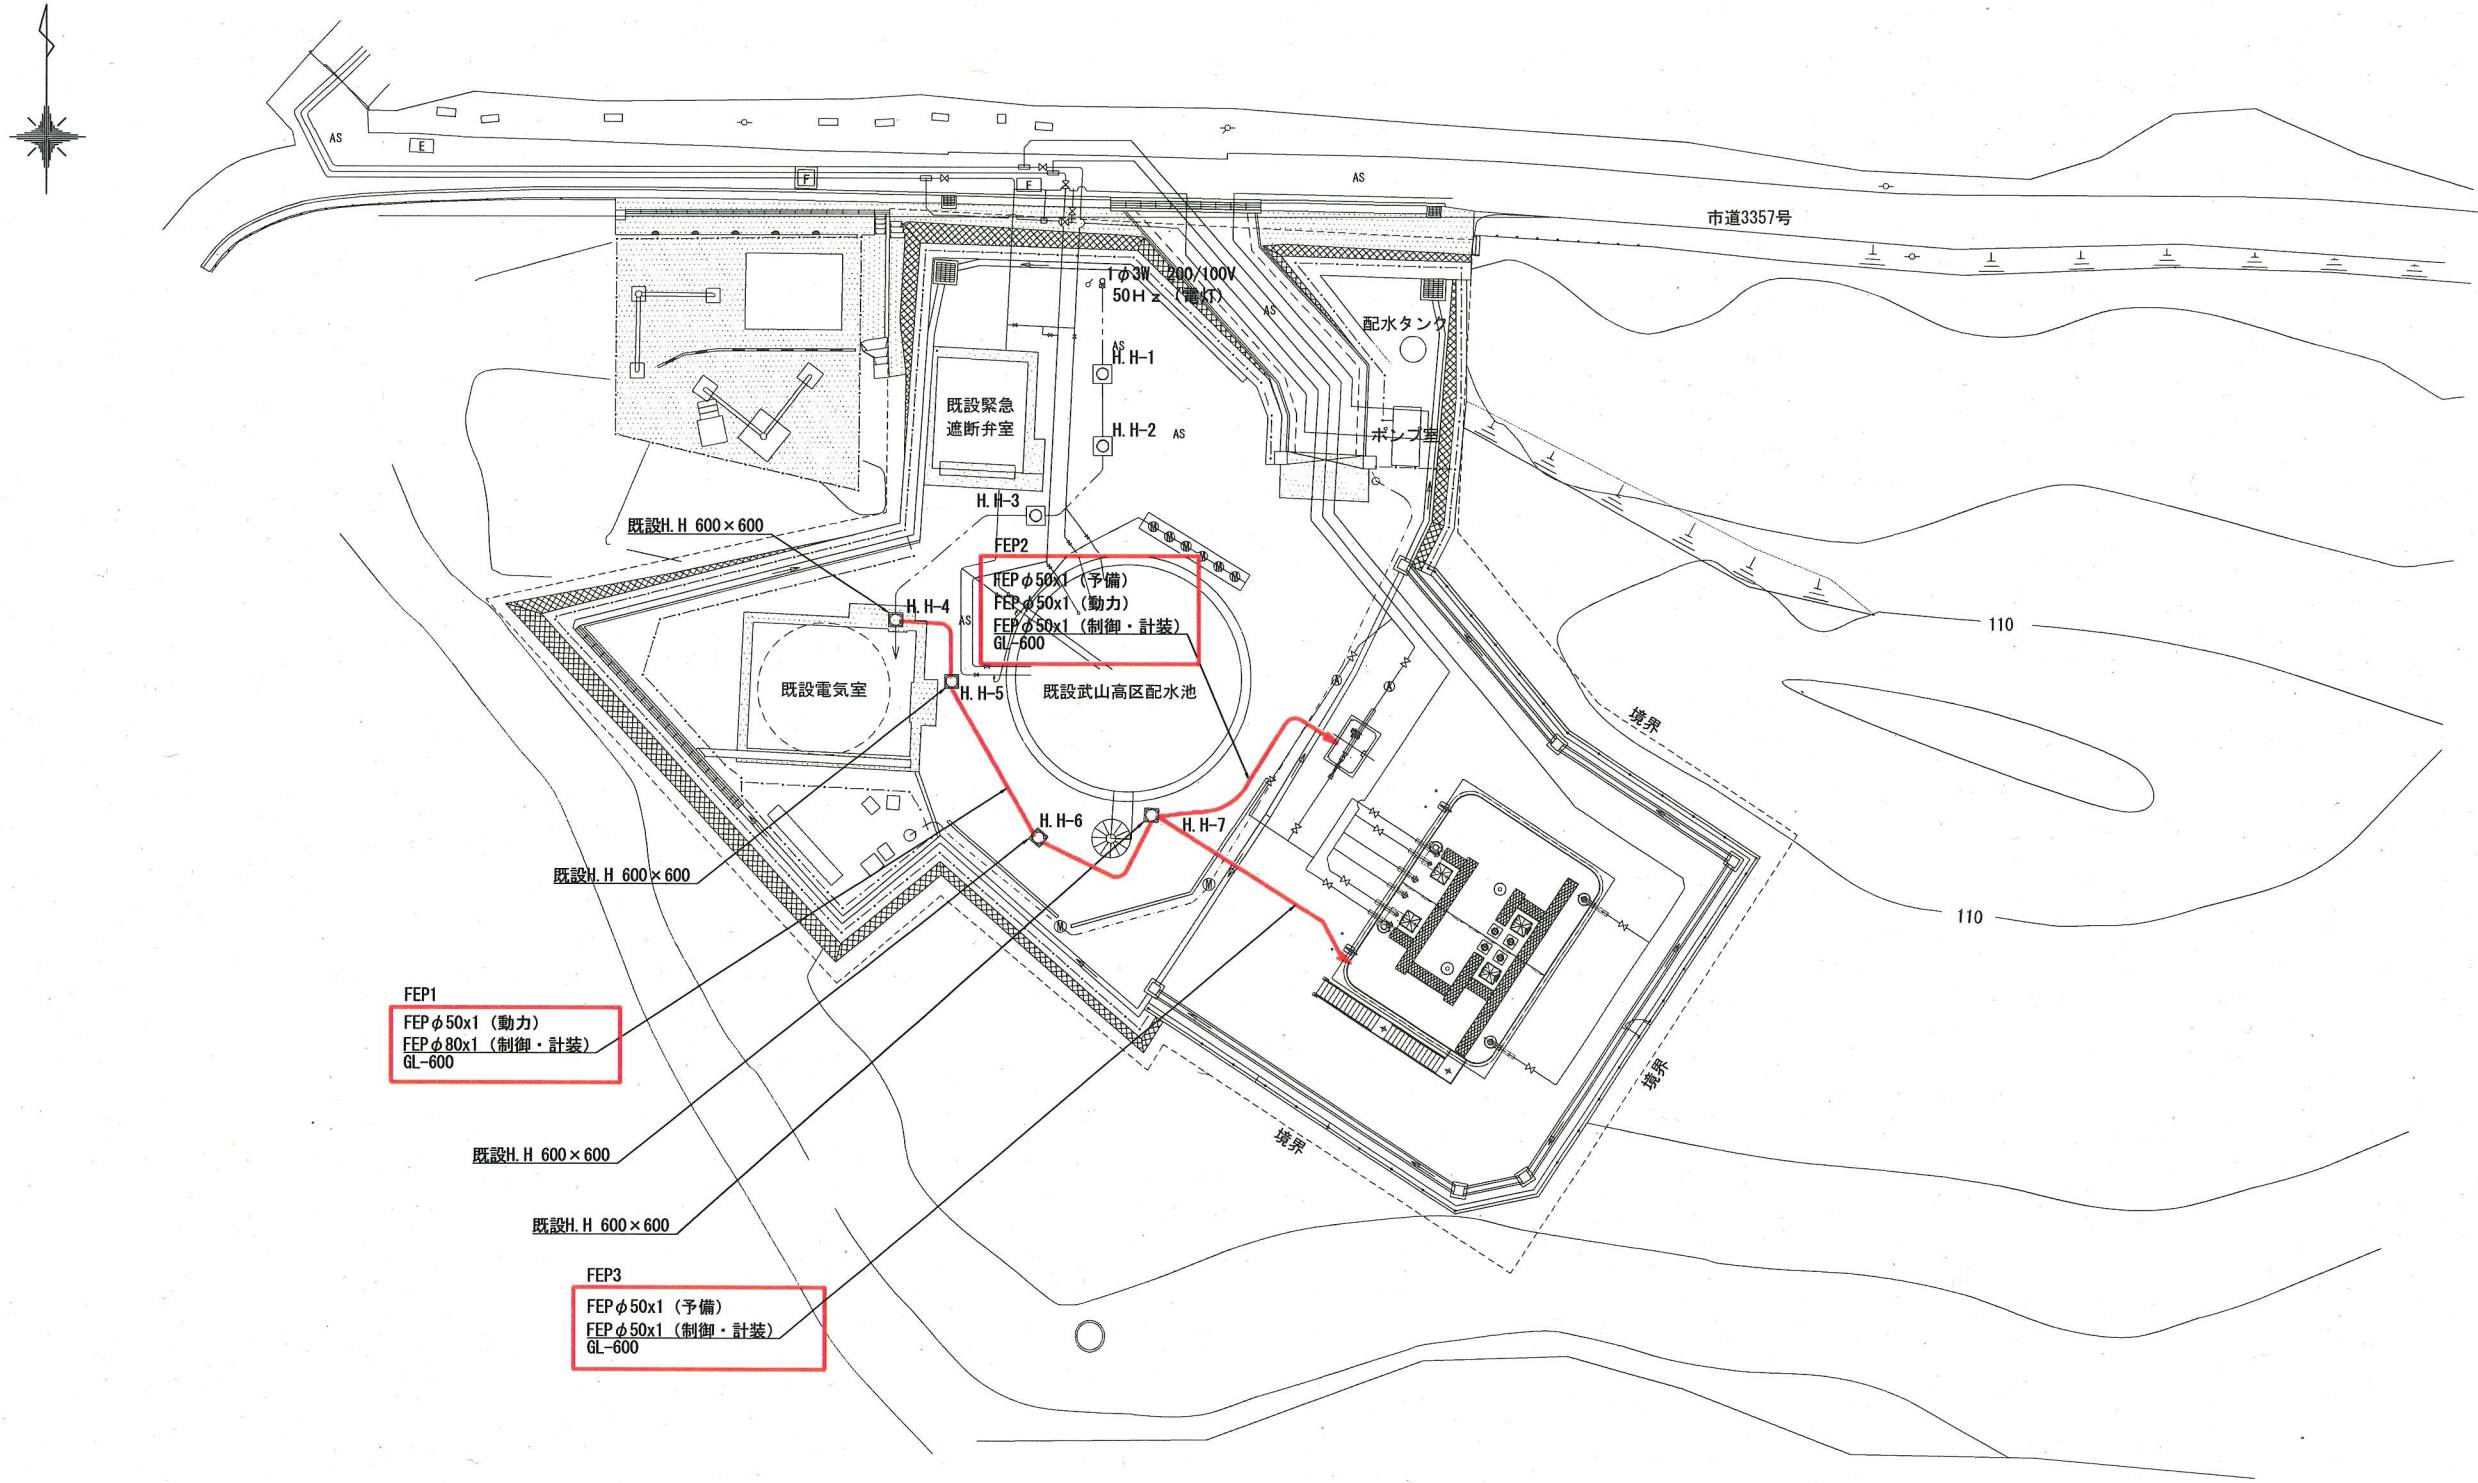 AS
E
F
F
AS
市道3357号
1φ3W 200/100V
50Hz (電灯)
AS
配水タンク
AS
H.H-1
既設緊急
遮断弁室
H.H-2
AS
ポンプ室
H.H-3
既設H.H 600×600
M
M
M
M
M
M
FEP2
FEPφ50x1 (予備)
FEPφ50x1 (動力)
FEPφ50x1 (制御・計装)
GL-600
H.H-4
AS
110
既設電気室
H.H-5
既設武山高区配水池
A
A
境界
H.H-6
H.H-7
既設H.H 600×600
M
M
110
FEP1
FEPφ50x1 (動力)
FEPφ80x1 (制御・計装)
GL-600
境界
境界
既設H.H 600×600
既設H.H 600×600
FEP3
FEPφ50x1 (予備)
FEPφ50x1 (制御・計装)
GL-600